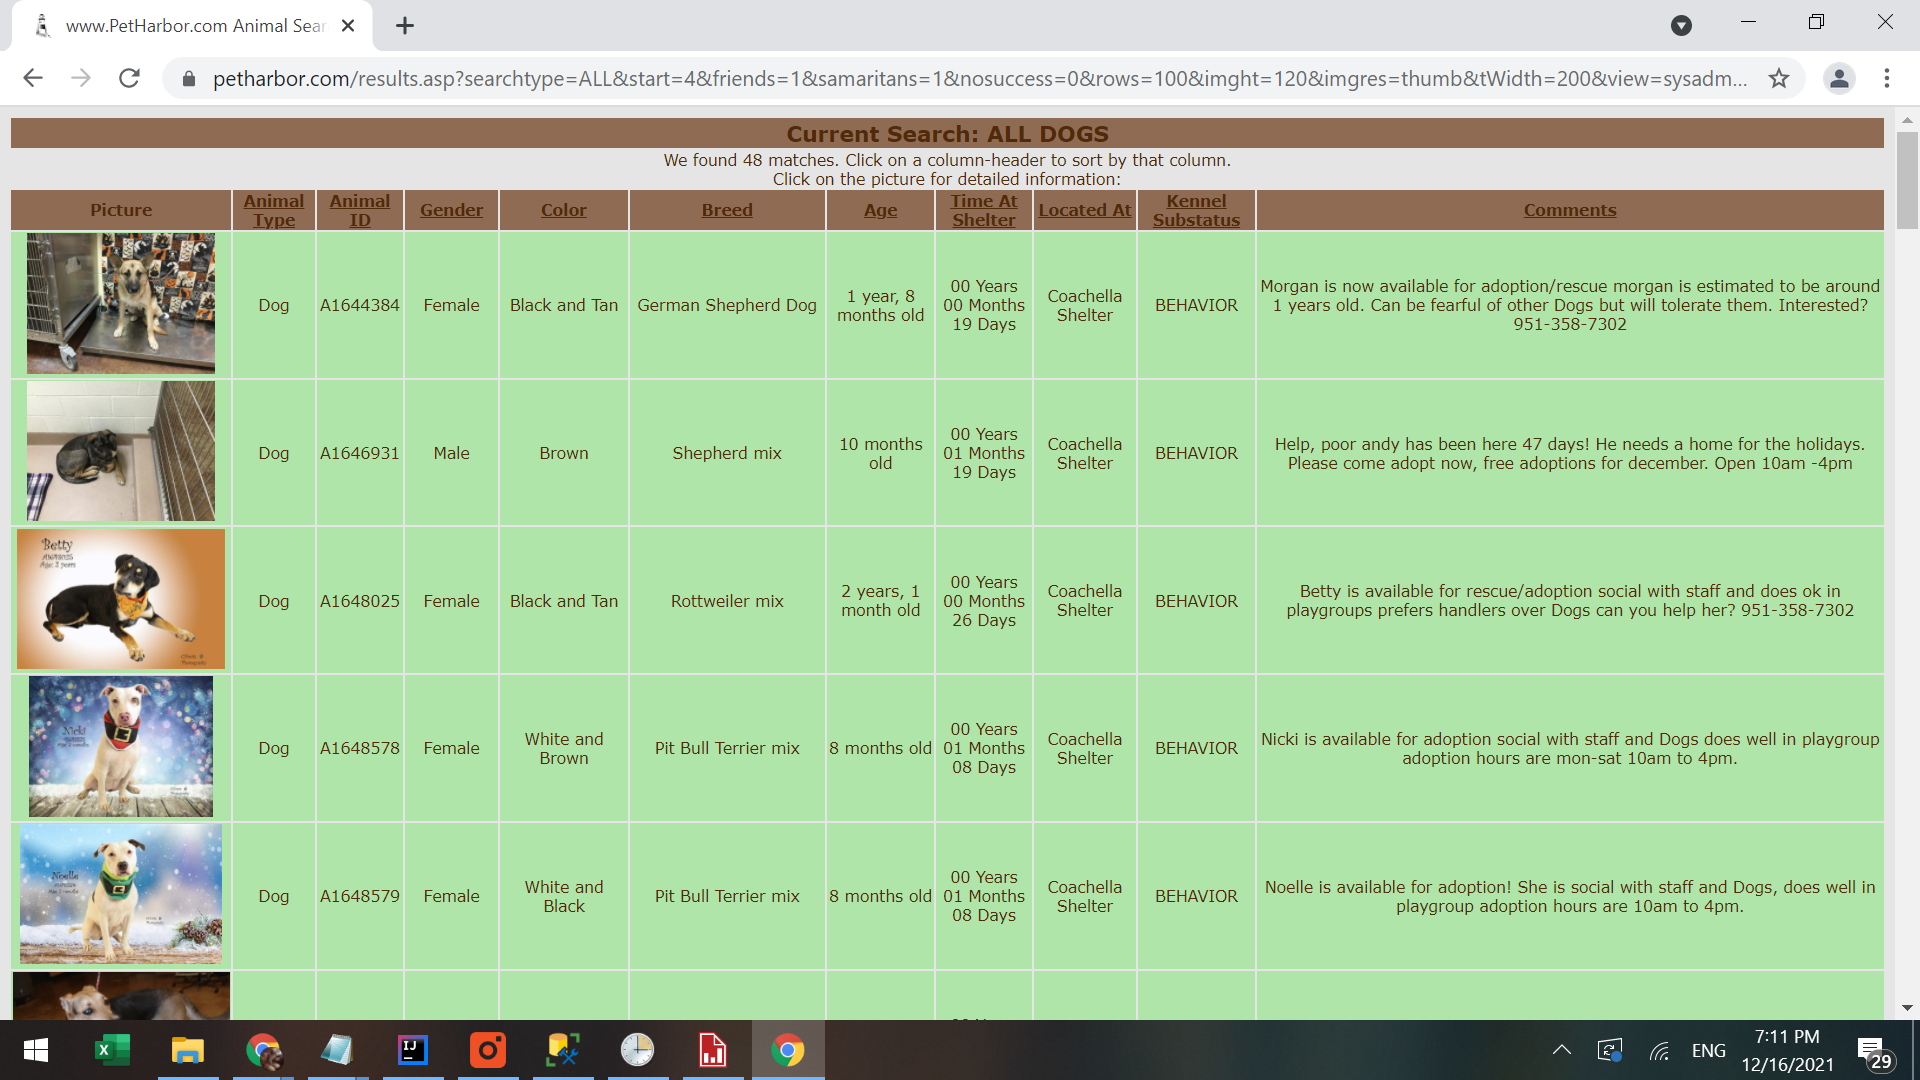 www.PetHarbor.com Animal Sear
petharbor.com/results.asp?searchtype=ALL&start=4&friends=1&samaritans=1&nosuccess=0&rows=100&imght=120&imgres=thumb&tWidth=200&view=sysadm...
Current Search: ALL DOGS
We found 48 matches. Click on a column-header to sort by that column.
Click on the picture for detailed information:
Picture
Animal
Type
Animal
ID
Gender
Color
Breed
Age
Time At
Shelter
Located At
Kennel
Substatus
Comments
Dog
A1644384
Female
Black and Tan
German Shepherd Dog
1 year, 8
months old
00 Years
00 Months
19 Days
Coachella
Shelter
BEHAVIOR
Morgan is now available for adoption/rescue morgan is estimated to be around
1 years old. Can be fearful of other Dogs but will tolerate them. Interested?
951-358-7302
Dog
A1646931
Male
Brown
Shepherd mix
10 months
old
00 Years
01 Months
19 Days
Coachella
Shelter
BEHAVIOR
Help, poor andy has been here 47 days! He needs a home for the holidays.
Please come adopt now, free adoptions for december. Open 10am -4pm
Betty
Age: 2 years
Dog
A1648025
Female
Black and Tan
Rottweiler mix
2 years, 1
month old
00 Years
00 Months
26 Days
Coachella
Shelter
BEHAVIOR
Betty is available for rescue/adoption social with staff and does ok in
playgroups prefers handlers over Dogs can you help her? 951-358-7302
Nicki
Dog
A1648578
Female
White and
Brown
Pit Bull Terrier mix
8 months old
00 Years
01 Months
08 Days
Coachella
Shelter
BEHAVIOR
Nicki is available for adoption social with staff and Dogs does well in playgroup
adoption hours are mon-sat 10am to 4pm.
Noelle
Dog
A1648579
Female
White and
Black
Pit Bull Terrier mix
8 months old
00 Years
01 Months
08 Days
Coachella
Shelter
BEHAVIOR
Noelle is available for adoption! She is social with staff and Dogs, does well in
playgroup adoption hours are 10am to 4pm.
IJ
ENG
7:11 PM
12/16/2021
29